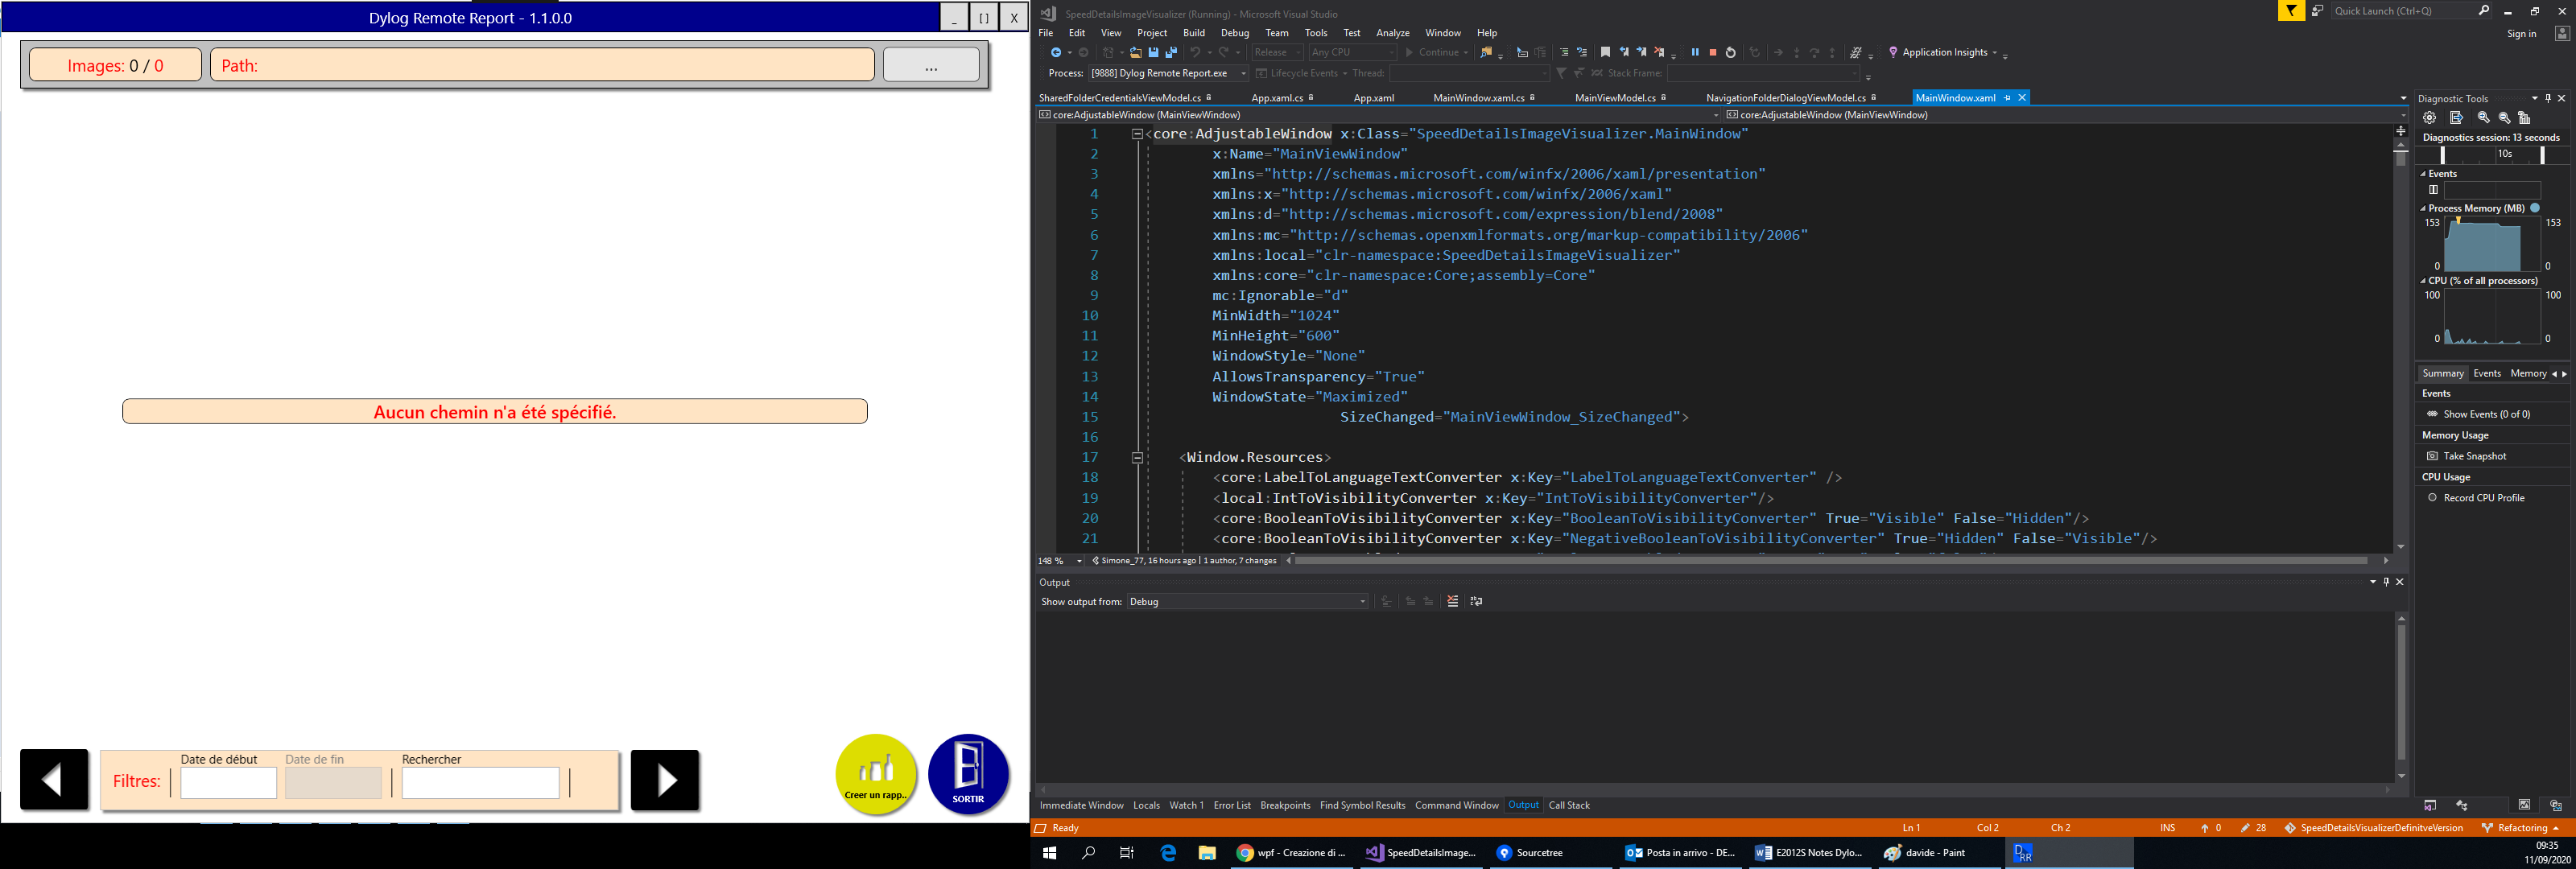 Dylog Remote Report - 1.1.0.0
_
[ ]
X
Images: 0 / 0
Path:
...
Aucun chemin n'a été spécifié.
Filtres:
Date de début
Date de fin
Rechercher
Creer un rapp..
SORTIR
SpeedDetailsImageVisualizer (Running) - Microsoft Visual Studio
Quick Launch (Ctrl+Q)
File Edit View Project Build Debug Team Tools Test Analyze Window Help
Sign in
Release
Any CPU
Continue
Application Insights
Process: [9888] Dylog Remote Report.exe
Lifecycle Events
Thread:
Stack Frame:
SharedFolderCredentialsViewModel.cs
App.xaml.cs
App.xaml
MainWindow.xaml.cs
MainViewModel.cs
NavigationFolderDialogViewModel.cs
MainWindow.xaml
core:AdjustableWindow (MainViewWindow)
core:AdjustableWindow (MainViewWindow)
1 <core:AdjustableWindow x:Class="SpeedDetailsImageVisualizer.MainWindow"
2 x:Name="MainViewWindow"
3 xmlns="http://schemas.microsoft.com/winfx/2006/xaml/presentation"
4 xmlns:x="http://schemas.microsoft.com/winfx/2006/xaml"
5 xmlns:d="http://schemas.microsoft.com/expression/blend/2008"
6 xmlns:mc="http://schemas.openxmlformats.org/markup-compatibility/2006"
7 xmlns:local="clr-namespace:SpeedDetailsImageVisualizer"
8 xmlns:core="clr-namespace:Core;assembly=Core"
9 mc:Ignorable="d"
10 MinWidth="1024"
11 MinHeight="600"
12 WindowStyle="None"
13 AllowsTransparency="True"
14 WindowState="Maximized"
15 SizeChanged="MainViewWindow_SizeChanged">
16
17 <Window.Resources>
18 <core:LabelToLanguageTextConverter x:Key="LabelToLanguageTextConverter" />
19 <local:IntToVisibilityConverter x:Key="IntToVisibilityConverter"/>
20 <core:BooleanToVisibilityConverter x:Key="BooleanToVisibilityConverter" True="Visible" False="Hidden"/>
21 <core:BooleanToVisibilityConverter x:Key="NegativeBooleanToVisibilityConverter" True="Hidden" False="Visible"/>
148 %
Simone_77, 16 hours ago | 1 author, 7 changes
Output
Show output from: Debug
Immediate Window Locals Watch 1 Error List Breakpoints Find Symbol Results Command Window Output Call Stack
Diagnostic Tools
Diagnostics session: 13 seconds
10s
Events
Process Memory (MB)
153 153
0 0
CPU (% of all processors)
100 100
0 0
Summary Events Memory
Events
Show Events (0 of 0)
Memory Usage
Take Snapshot
CPU Usage
Record CPU Profile
Ready
Ln 1
Col 2
Ch 2
INS
0
28
SpeedDetailsVisualizerDefinitveVersion
Refactoring
wpf - Creazione di ...
SpeedDetailsImage...
Sourcetree
Posta in arrivo - DE...
E2012S Notes Dylo...
davide - Paint
D RR
09:35
11/09/2020